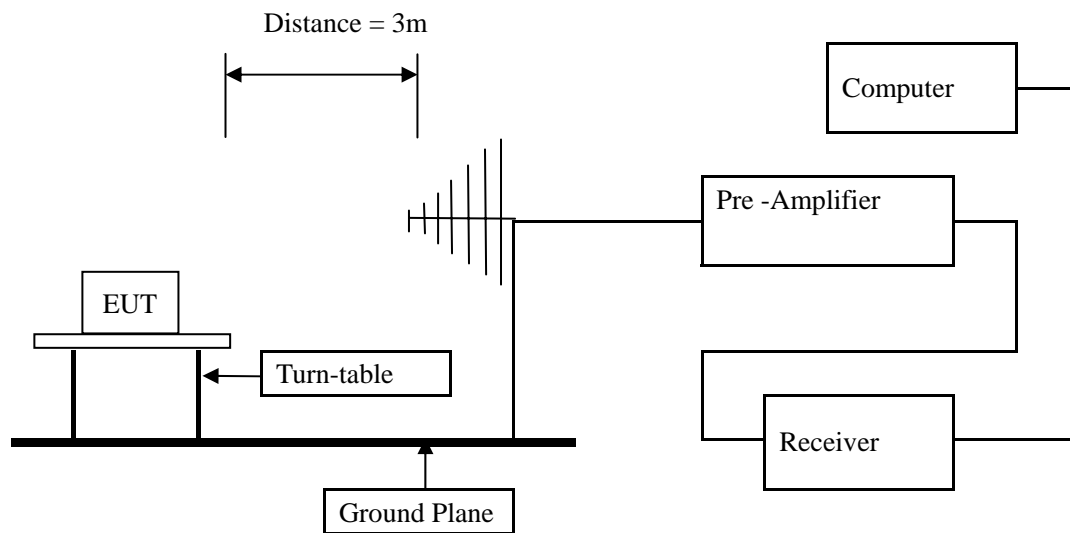 Distance = 3m
Computer
Pre -Amplifier
EUT
Turn-table
Receiver
Ground Plane